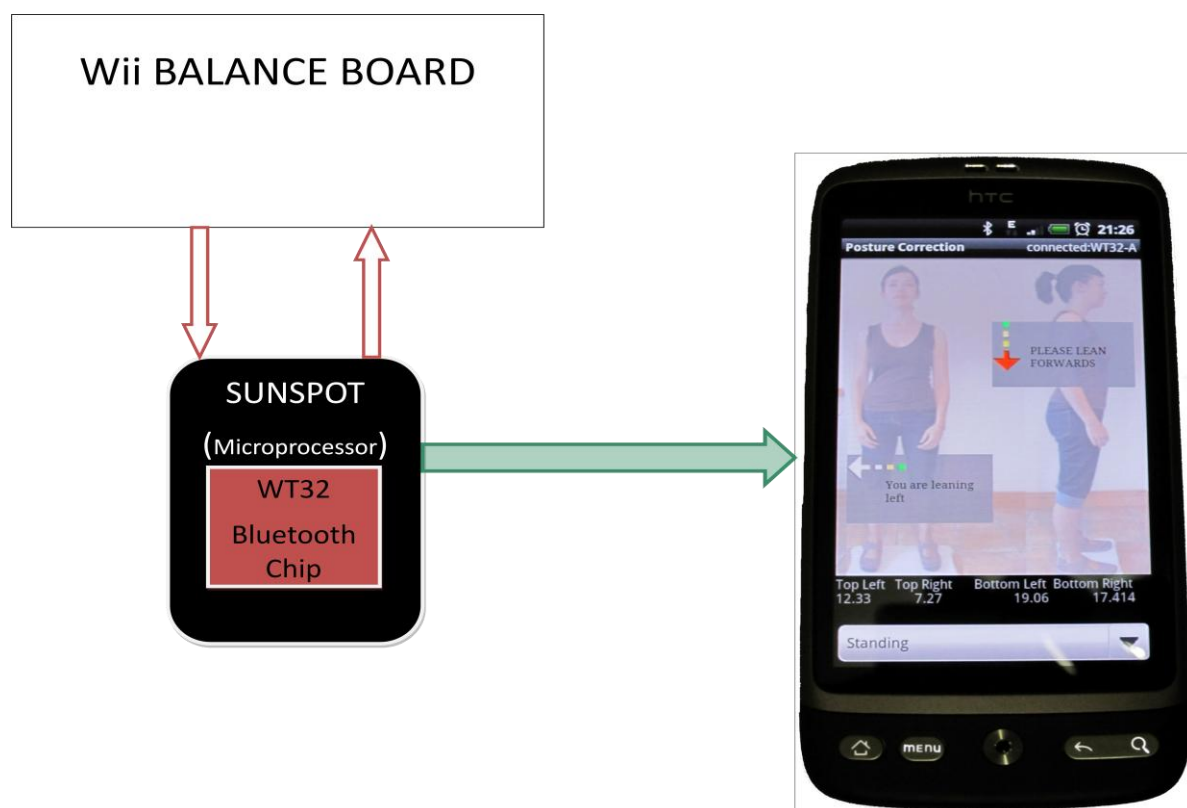 Wii BALANCE BOARD
SUNSPOT
(Microprocessor)
WT32
Bluetooth
Chip
hTC
E
21:26
Posture Correction connected:WT32-A
PLEASE LEAN
FORWARDS
You are leaning
left
Top Left Top Right Bottom Left Bottom Right
12.33 7.27 19.06 17.414
Standing
mEnu